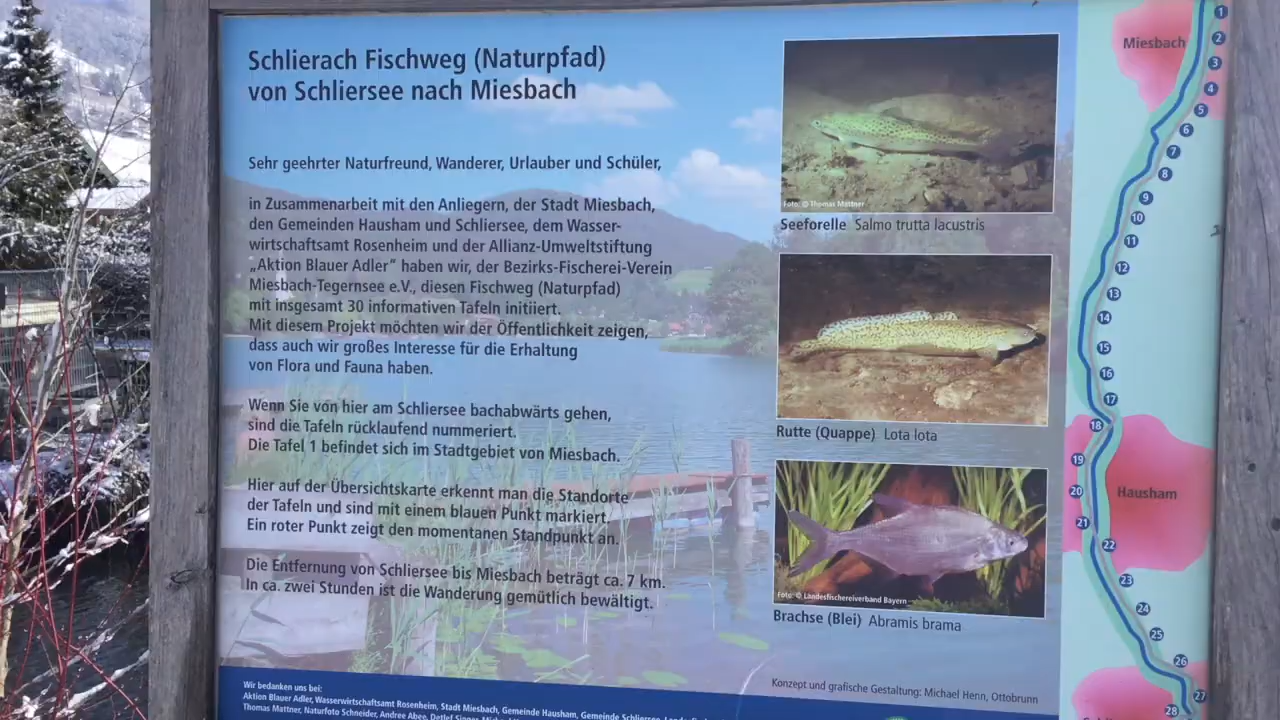 Schlierach Fischweg (Naturpfad)
von Schliersee nach Miesbach
Sehr geehrter Naturfreund, Wanderer, Urlauber und Schüler,
in Zusammenarbeit mit den Anliegern, der Stadt Miesbach,
den Gemeinden Hausham und Schliersee, dem Wasser-
wirtschaftsamt Rosenheim und der Allianz-Umweltstiftung
„Aktion Blauer Adler“ haben wir, der Bezirks-Fischerei-Verein
Miesbach-Tegernsee e.V., diesen Fischweg (Naturpfad)
mit insgesamt 30 informativen Tafeln initiiert.
Mit diesem Projekt möchten wir der Öffentlichkeit zeigen,
dass auch wir großes Interesse für die Erhaltung
von Flora und Fauna haben.
Wenn Sie von hier am Schliersee bachabwärts gehen,
sind die Tafeln rücklaufend nummeriert.
Die Tafel 1 befindet sich im Stadtgebiet von Miesbach.
Hier auf der Übersichtskarte erkennt man die Standorte
der Tafeln und sind mit einem blauen Punkt markiert.
Ein roter Punkt zeigt den momentanen Standpunkt an.
Die Entfernung von Schliersee bis Miesbach beträgt ca. 7 km.
In ca. zwei Stunden ist die Wanderung gemütlich bewältigt.
Wir bedanken uns bei:
Aktion Blauer Adler, Wasserwirtschaftsamt Rosenheim, Stadt Miesbach, Gemeinde Hausham, Gemeinde Schliersee,
Thomas Mattner, Naturfoto Schneider, Andree Abee, Detlef
Foto: © Thomas Mattner
Seeforelle Salmo trutta lacustris
Rutte (Quappe) Lota lota
Foto: © Landesfischereiverband Bayern
Brachse (Blei) Abramis brama
Konzept und grafische Gestaltung: Michael Henn, Ottobrunn
Miesbach
1
2
3
4
5
6
7
8
9
10
11
12
13
14
15
16
17
18
19
20
21
Hausham
22
23
24
25
26
27
28